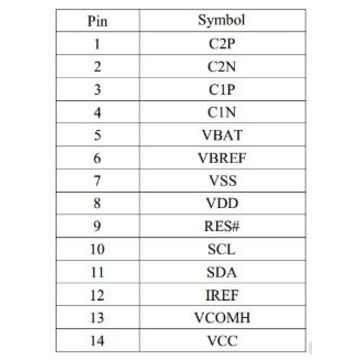 Pin Symbol
1 C2P
2 C2N
3 C1P
4 C1N
5 VBAT
6 VBREF
7 VSS
8 VDD
9 RES#
10 SCL
11 SDA
12 IREF
13 VCOMH
14 VCC